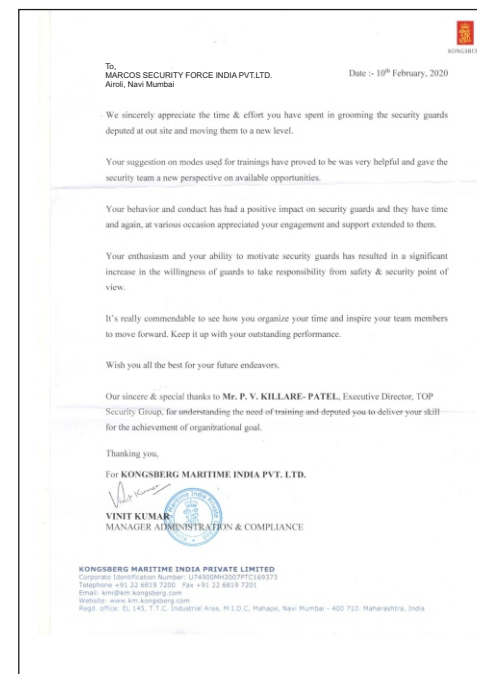 KONGSBERG
To,
MARCOS SECURITY FORCE INDIA PVT.LTD.
Airoli, Navi Mumbai
Date :- 10th February, 2020
We sincerely appreciate the time & effort you have spent in grooming the security guards
deputed at out site and moving them to a new level.
Your suggestion on modes used for trainings have proved to be was very helpful and gave the
security team a new perspective on available opportunities.
Your behavior and conduct has had a positive impact on security guards and they have time
and again, at various occasion appreciated your engagement and support extended to them.
Your enthusiasm and your ability to motivate security guards has resulted in a significant
increase in the willingness of guards to take responsibility from safety & security point of
view.
It's really commendable to see how you organize your time and inspire your team members
to move forward. Keep it up with your outstanding performance.
Wish you all the best for your future endeavors.
Our sincere & special thanks to Mr. P. V. KILLARE- PATEL, Executive Director, TOP
Security Group, for understanding the need of training and deputed you to deliver your skill
for the achievement of organizational goal.
Thanking you,
For KONGSBERG MARITIME INDIA PVT. LTD.
Vinit Kumar
VINIT KUMAR
MANAGER ADMINISTRATION & COMPLIANCE
KONGSBERG MARITIME INDIA PRIVATE LIMITED
Corporate Identification Number: U74900MH2007PTC169373
Telephone +91 22 6819 7200 Fax +91 22 6819 7201
Email: kmi@km.kongsberg.com
Website: www.km.kongsberg.com
Regd. office: EL 145, T.T.C. Industrial Area, M.I.D.C, Mahape, Navi Mumbai - 400 710. Maharashtra, India